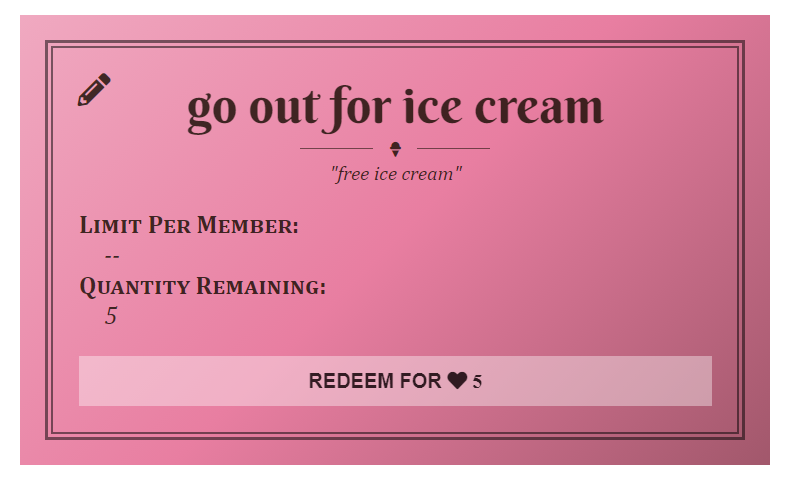 go out for ice cream
"free ice cream"
Limit Per Member:
--
Quantity Remaining:
5
REDEEM FOR ♥ 5